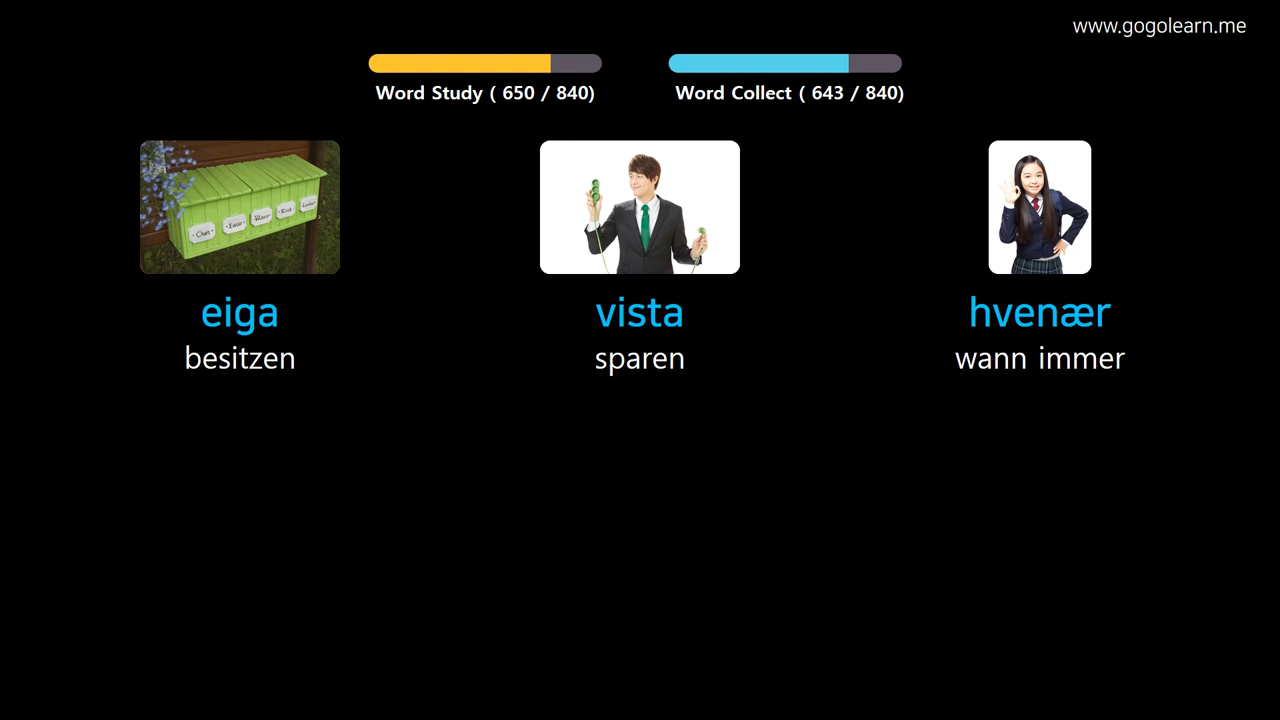 www.gogolearn.me
Word Study ( 650 / 840)
Word Collect ( 643 / 840)
eiga
vista
hvenær
besitzen
sparen
wann immer